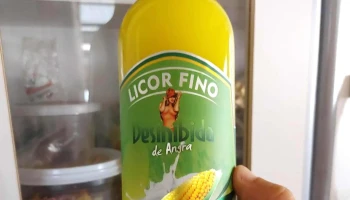 LICOR FINO
Desinibida
de Angra